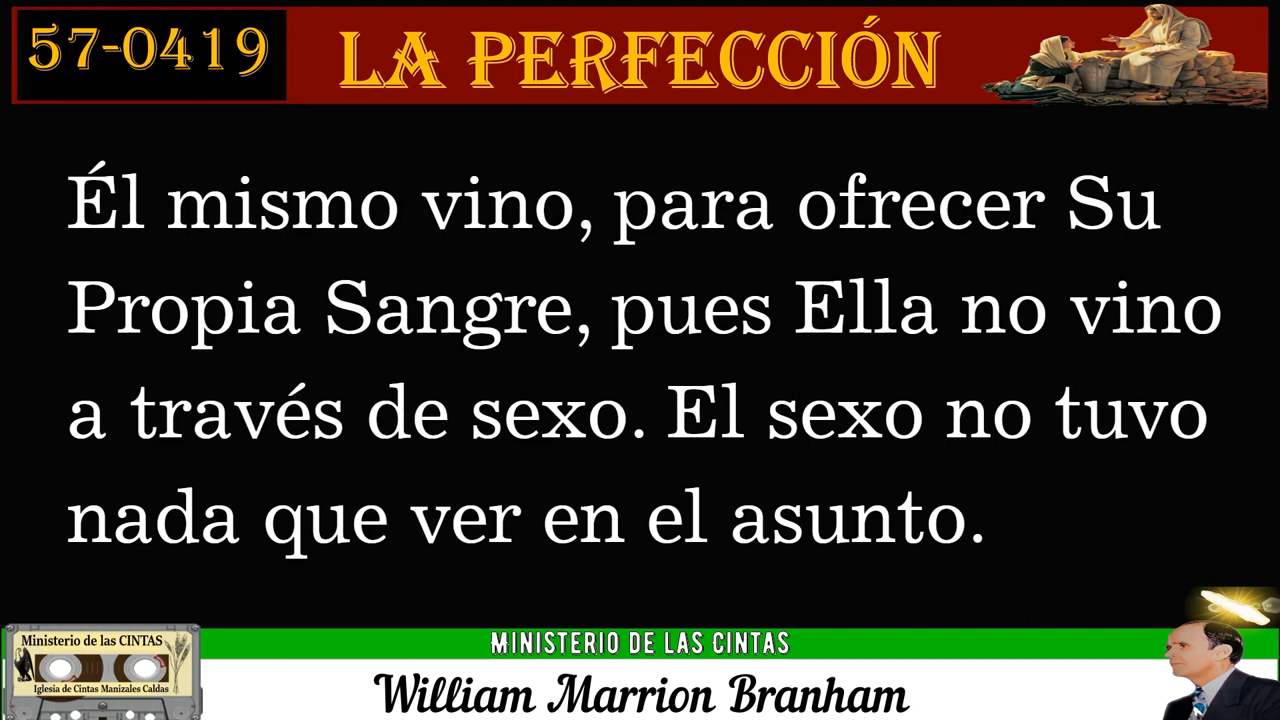 57-0419
LA PERFECCIÓN
Él mismo vino, para ofrecer Su
Propia Sangre, pues Ella no vino
a través de sexo. El sexo no tuvo
nada que ver en el asunto.
MINISTERIO DE LAS CINTAS
Ministerio de las CINTAS
Iglesia de Cintas Manizales Caldas
William Marrion Branham